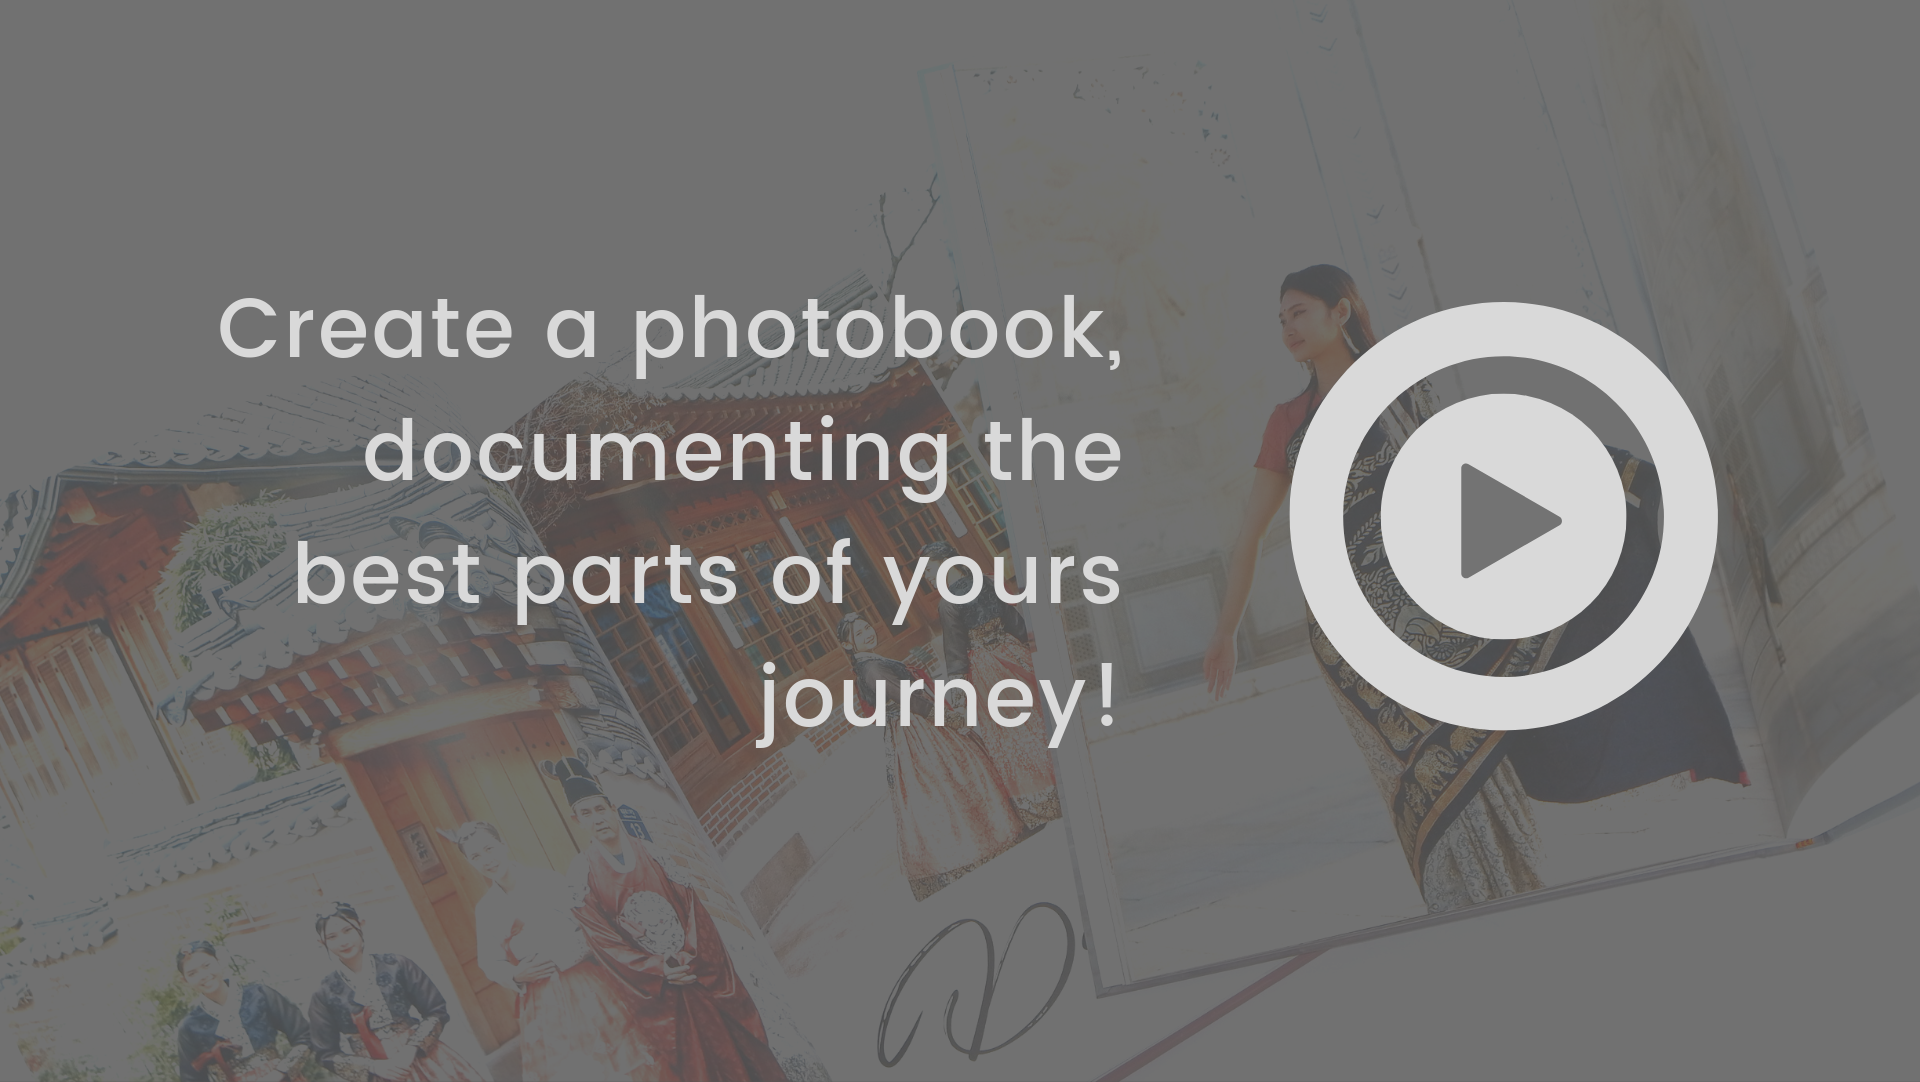 Create a photobook,
documenting the
best parts of yours
journey!